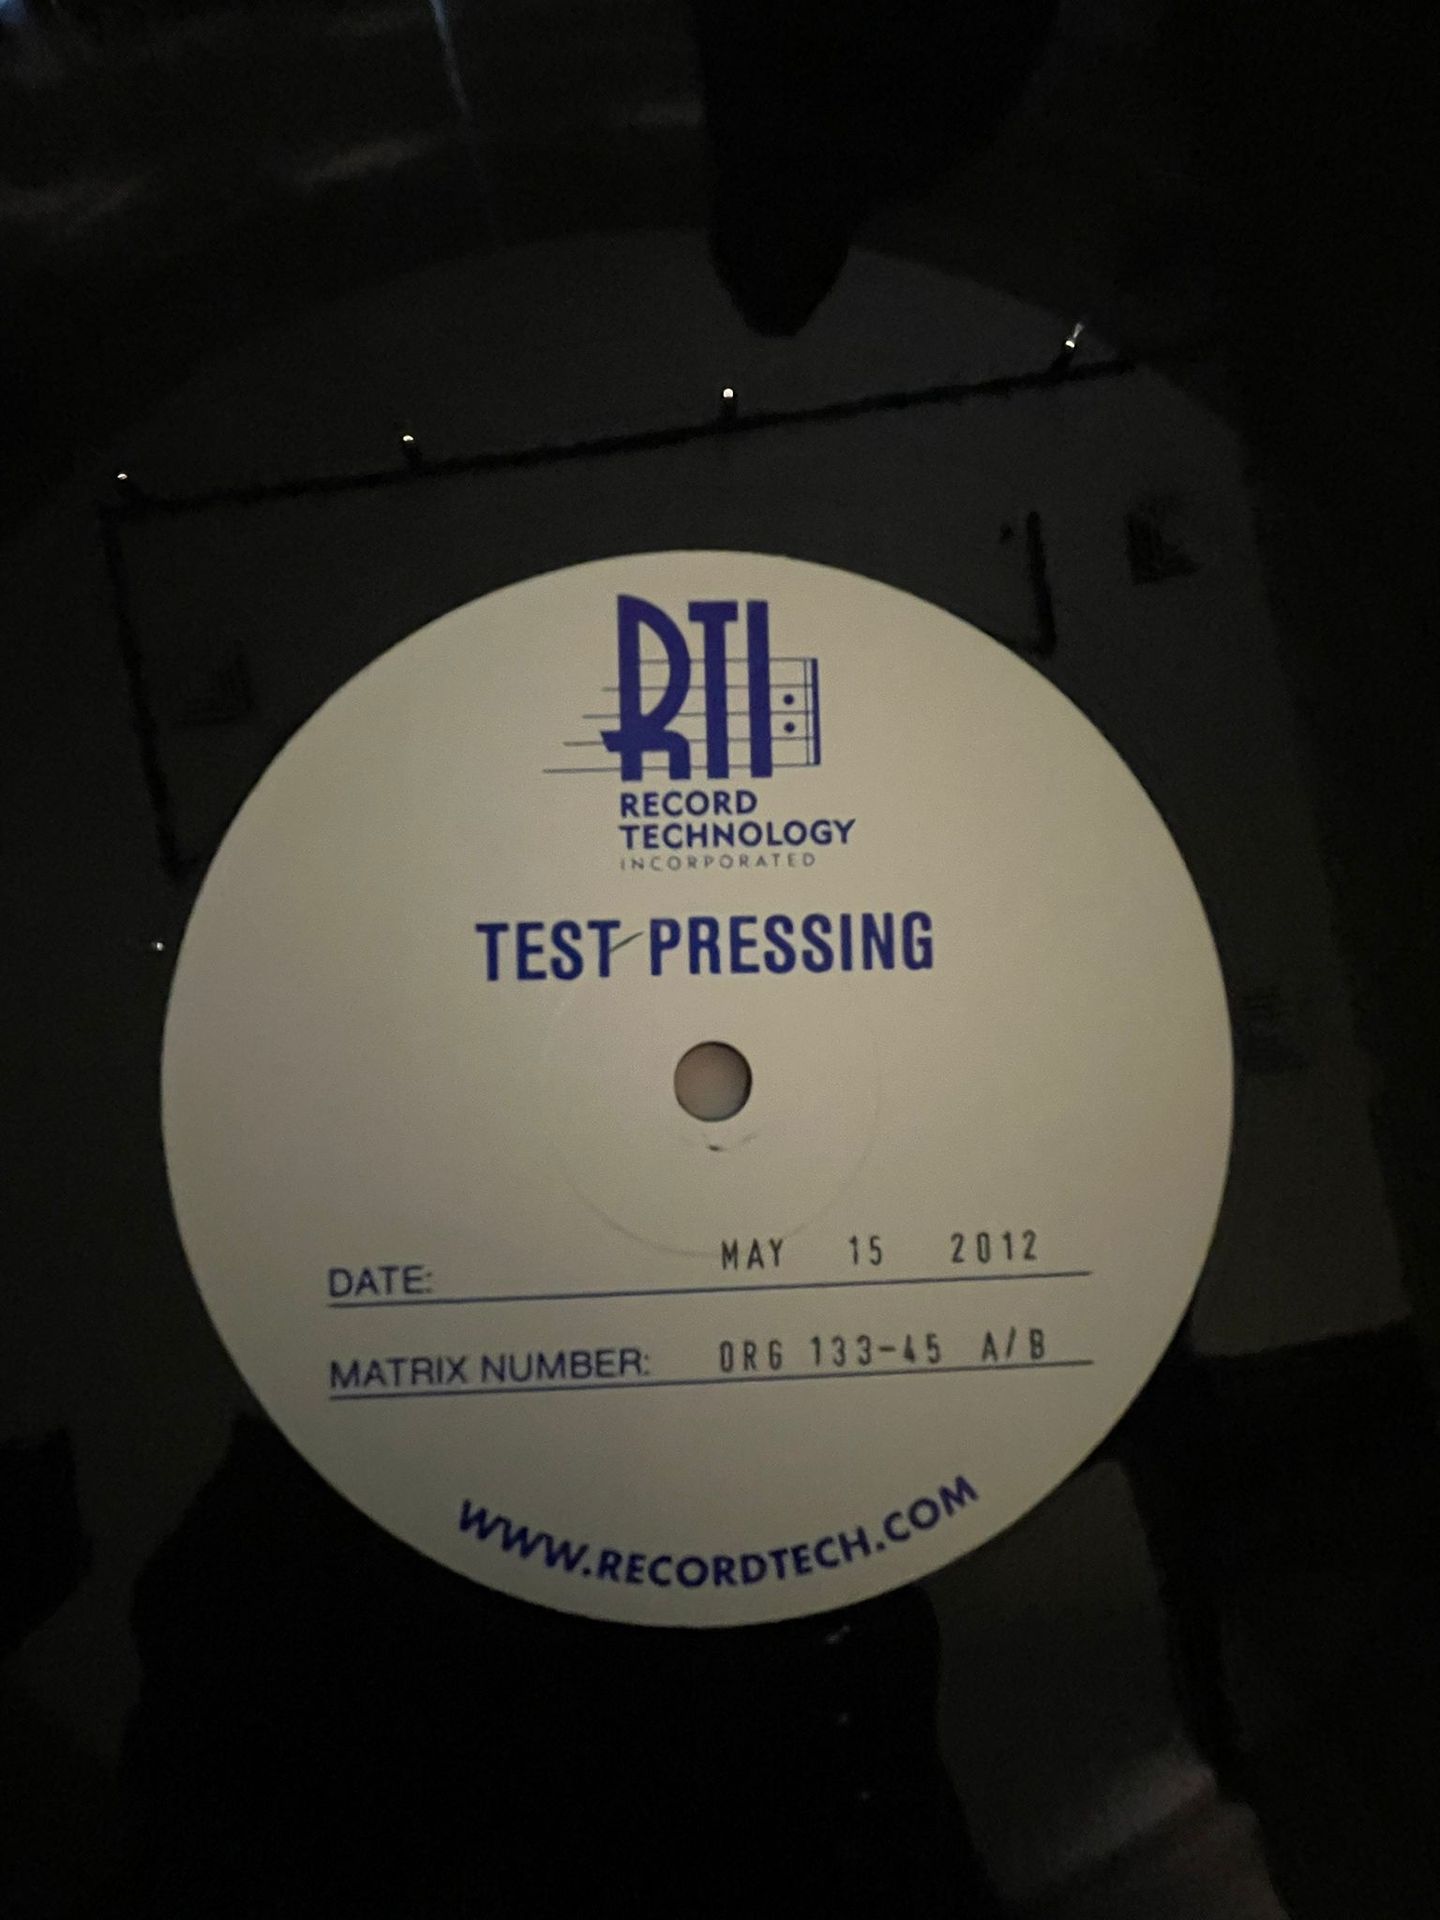 RTI
RECORD
TECHNOLOGY
INCORPORATED
TEST PRESSING
DATE: MAY 15 2012
MATRIX NUMBER: ORG 133-45 A/B
WWW.RECORDTECH.COM